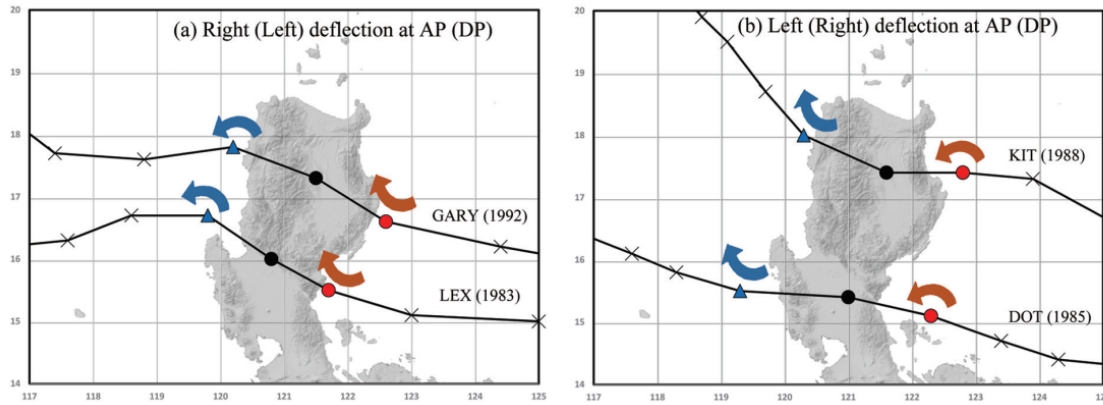 (a) Right (Left) deflection at AP (DP)
20
19
18
17
16
15
14
GARY (1992)
LEX (1983)
117 118 119 120 121 122 123 124 125
(b) Left (Right) deflection at AP (DP)
20
19
18
17
16
15
14
KIT (1988)
DOT (1985)
117 118 119 120 121 122 123 124